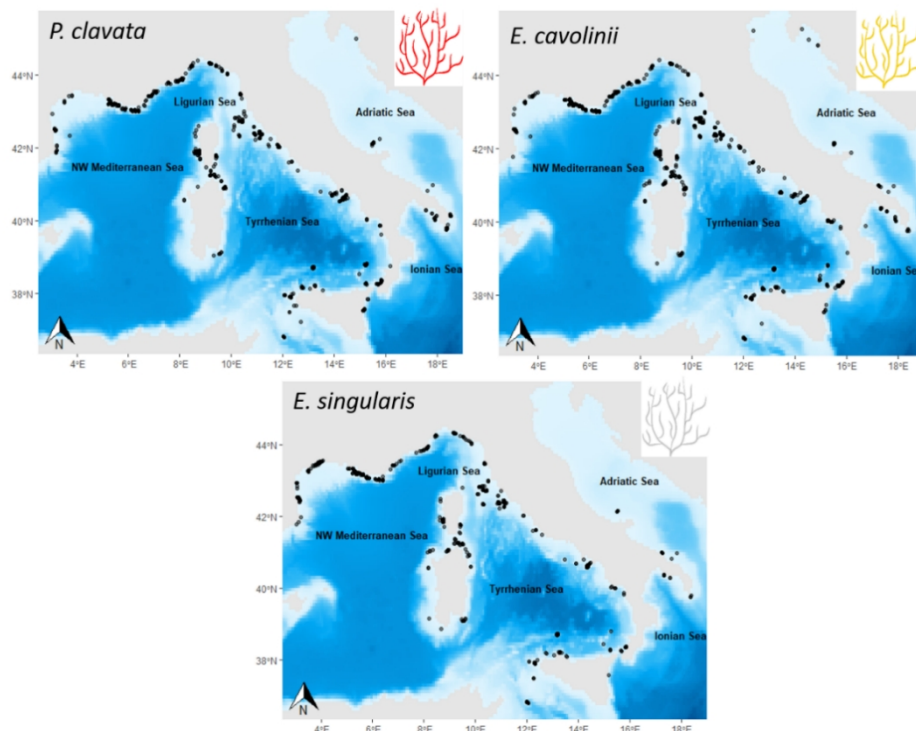 P. clavata
44°N
42°N
40°N
38°N
Ligurian Sea
Adriatic Sea
NW Mediterranean Sea
Tyrrhenian Sea
Ionian Sea
N
4°E 6°E 8°E 10°E 12°E 14°E 16°E 18°E
E. cavolinii
44°N
42°N
40°N
38°N
Ligurian Sea
Adriatic Sea
NW Mediterranean Sea
Tyrrhenian Sea
Ionian Sea
N
4°E 6°E 8°E 10°E 12°E 14°E 16°E 18°E
E. singularis
44°N
42°N
40°N
38°N
Ligurian Sea
Adriatic Sea
NW Mediterranean Sea
Tyrrhenian Sea
Ionian Sea
N
4°E 6°E 8°E 10°E 12°E 14°E 16°E 18°E